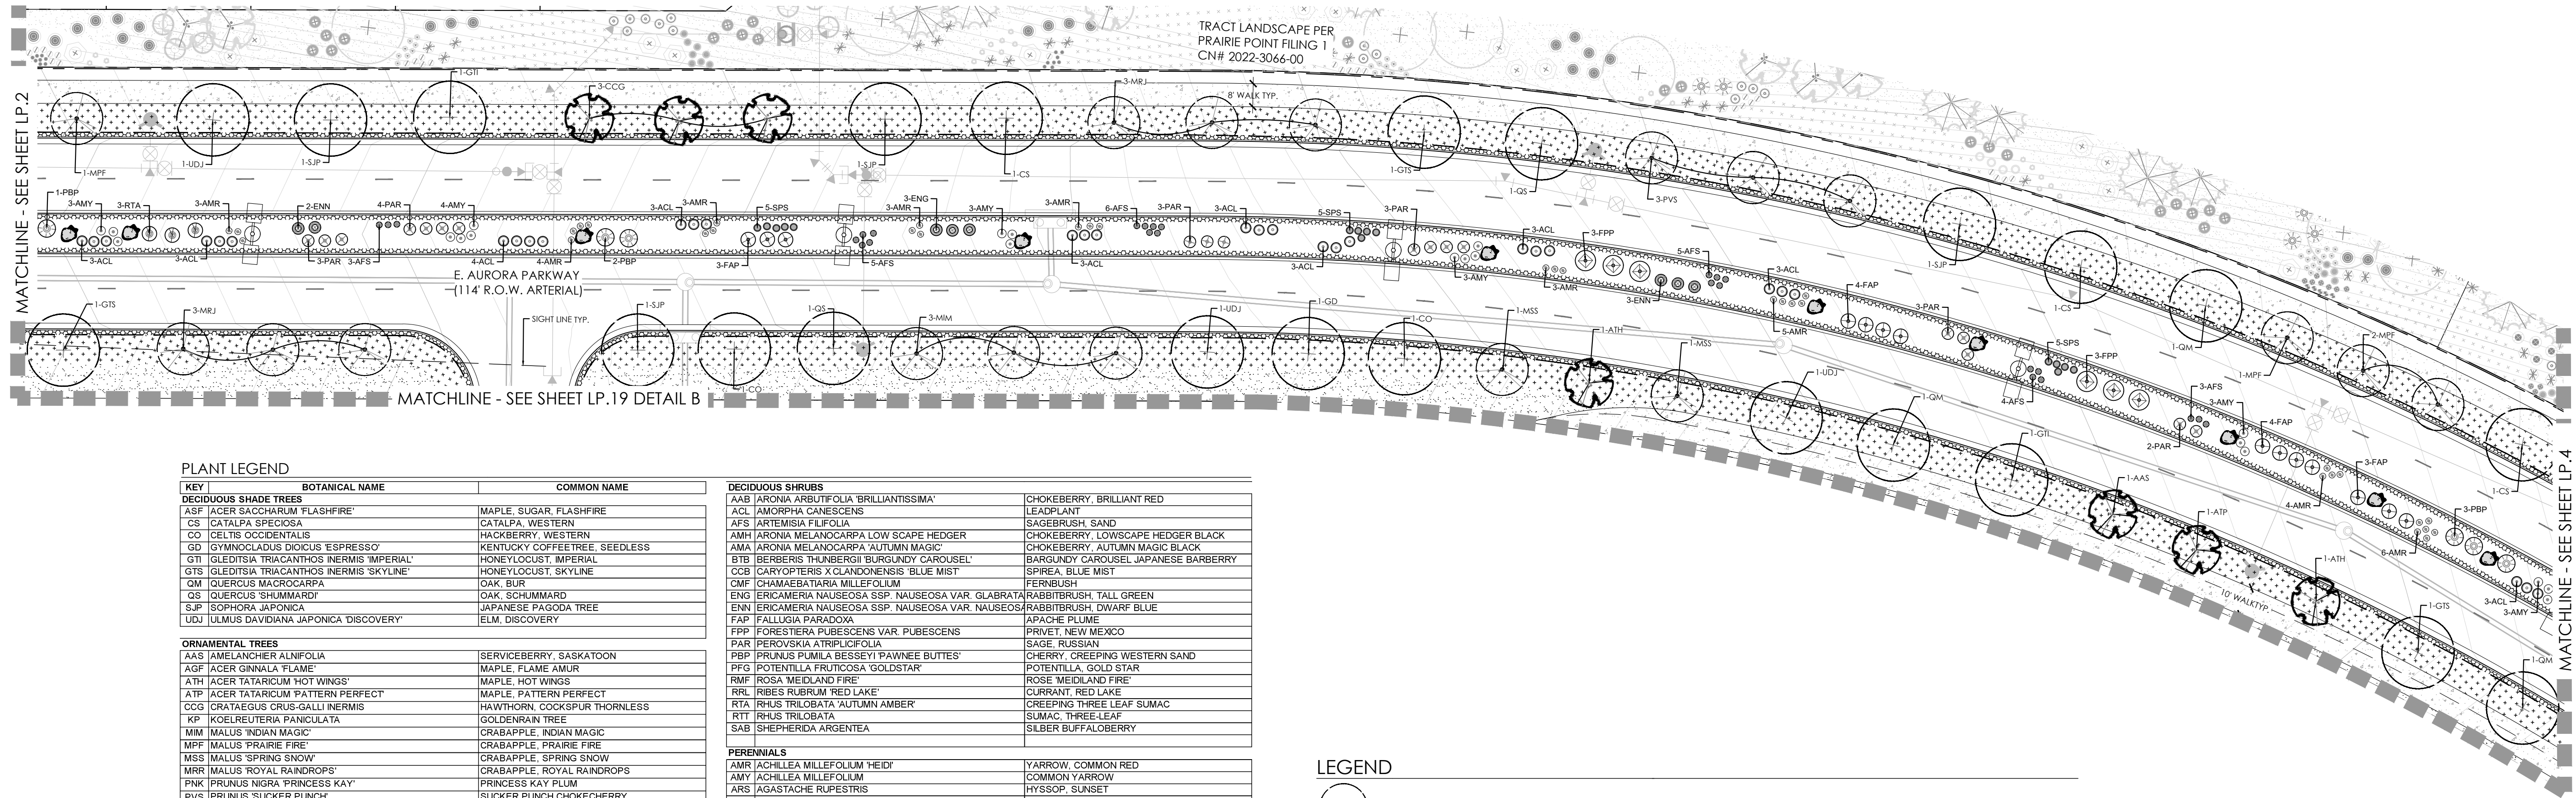 TRACT LANDSCAPE PER
PRAIRIE POINT FILING 1
CN# 2022-3066-00
MATCHLINE - SEE SHEET LP.2
1-GTI
3-CCG
3-MRJ
8' WALK TYP.
1-MPF
1-UDJ
1-SJP
1-SJP
1-CS
1-GTS
1-QS
3-PVS
1-SJP
1-CS
1-QM
1-MPF
2-MPF
1-CS
1-PBP
3-AMY
3-RTA
3-AMR
2-ENN
4-PAR
4-AMY
3-ACL
3-AMR
5-SPS
3-AMR
3-ENG
3-AMY
3-AMR
6-AFS
3-PAR
3-ACL
5-SPS
3-PAR
3-ACL
3-FPP
5-AFS
3-ACL
4-FAP
3-PAR
5-SPS
3-FPP
3-AFS
3-AMY
4-FAP
3-FAP
3-PBP
3-ACL
3-ACL
3-PAR
3-AFS
4-ACL
4-AMR
2-PBP
3-FAP
5-AFS
3-ACL
3-ACL
3-AMY
3-AMR
3-ENN
5-AMR
4-AFS
2-PAR
4-AMR
6-AMR
3-ACL
3-AMY
E. AURORA PARKWAY
(114' R.O.W. ARTERIAL)
SIGHT LINE TYP.
1-GTS
3-MRJ
1-SJP
1-CO
1-QS
3-MIM
1-UDJ
1-GD
1-CO
1-MSS
1-ATH
1-MSS
1-UDJ
1-QM
1-GTI
1-AAS
1-ATP
1-ATH
10' WALK TYP.
1-GTS
1-QM
MATCHLINE - SEE SHEET LP.19 DETAIL B
MATCHLINE - SEE SHEET LP.4
PLANT LEGEND
KEY BOTANICAL NAME COMMON NAME
DECIDUOUS SHADE TREES
ASF ACER SACCHARUM 'FLASHFIRE' MAPLE, SUGAR, FLASHFIRE
CS CATALPA SPECIOSA CATALPA, WESTERN
CO CELTIS OCCIDENTALIS HACKBERRY, WESTERN
GD GYMNOCLADUS DIOICUS 'ESPRESSO' KENTUCKY COFFEETREE, SEEDLESS
GTI GLEDITSIA TRIACANTHOS INERMIS 'IMPERIAL' HONEYLOCUST, IMPERIAL
GTS GLEDITSIA TRIACANTHOS INERMIS 'SKYLINE' HONEYLOCUST, SKYLINE
QM QUERCUS MACROCARPA OAK, BUR
QS QUERCUS 'SHUMMARDI' OAK, SCHUMMARD
SJP SOPHORA JAPONICA JAPANESE PAGODA TREE
UDJ ULMUS DAVIDIANA JAPONICA 'DISCOVERY' ELM, DISCOVERY
ORNAMENTAL TREES
AAS AMELANCHIER ALNIFOLIA SERVICEBERRY, SASKATOON
AGF ACER GINNALA 'FLAME' MAPLE, FLAME AMUR
ATH ACER TATARICUM 'HOT WINGS' MAPLE, HOT WINGS
ATP ACER TATARICUM 'PATTERN PERFECT' MAPLE, PATTERN PERFECT
CCG CRATAEGUS CRUS-GALLI INERMIS HAWTHORN, COCKSPUR THORNLESS
KP KOELREUTERIA PANICULATA GOLDENRAIN TREE
MIM MALUS 'INDIAN MAGIC' CRABAPPLE, INDIAN MAGIC
MPF MALUS 'PRAIRIE FIRE' CRABAPPLE, PRAIRIE FIRE
MSS MALUS 'SPRING SNOW' CRABAPPLE, SPRING SNOW
MRR MALUS 'ROYAL RAINDROPS' CRABAPPLE, ROYAL RAINDROPS
PNK PRUNUS NIGRA 'PRINCESS KAY' PRINCESS KAY PLUM
PVS PRUNUS 'SUCKER PUNCH' SUCKER PUNCH CHOKECHERRY
DECIDUOUS SHRUBS
AAB ARONIA ARBUTIFOLIA 'BRILLIANTISSIMA' CHOKEBERRY, BRILLIANT RED
ACL AMORPHA CANESCENS LEADPLANT
AFS ARTEMISIA FILIFOLIA SAGEBRUSH, SAND
AMH ARONIA MELANOCARPA LOW SCAPE HEDGER CHOKEBERRY, LOWSCAPE HEDGER BLACK
AMA ARONIA MELANOCARPA 'AUTUMN MAGIC' CHOKEBERRY, AUTUMN MAGIC BLACK
BTB BERBERIS THUNBERGII 'BURGUNDY CAROUSEL' BARGUNDY CAROUSEL JAPANESE BARBERRY
CCB CARYOPTERIS X CLANDONENSIS 'BLUE MIST' SPIREA, BLUE MIST
CMF CHAMAEBATIARIA MILLEFOLIUM FERNBUSH
ENG ERICAMERIA NAUSEOSA SSP. NAUSEOSA VAR. GLABRATA RABBITBRUSH, TALL GREEN
ENN ERICAMERIA NAUSEOSA SSP. NAUSEOSA VAR. NAUSEOSA RABBITBRUSH, DWARF BLUE
FAP FALLUGIA PARADOXA APACHE PLUME
FPP FORESTIERA PUBESCENS VAR. PUBESCENS PRIVET, NEW MEXICO
PAR PEROVSKIA ATRIPLICIFOLIA SAGE, RUSSIAN
PBP PRUNUS PUMILA BESSEYI 'PAWNEE BUTTES' CHERRY, CREEPING WESTERN SAND
PFG POTENTILLA FRUTICOSA 'GOLDSTAR' POTENTILLA, GOLD STAR
RMF ROSA 'MEIDLAND FIRE' ROSE 'MEIDILAND FIRE'
RRL RIBES RUBRUM 'RED LAKE' CURRANT, RED LAKE
RTA RHUS TRILOBATA 'AUTUMN AMBER' CREEPING THREE LEAF SUMAC
RTT RHUS TRILOBATA SUMAC, THREE-LEAF
SAB SHEPHERIDA ARGENTEA SILBER BUFFALOBERRY
PERENNIALS
AMR ACHILLEA MILLEFOLIUM 'HEIDI' YARROW, COMMON RED
AMY ACHILLEA MILLEFOLIUM COMMON YARROW
ARS AGASTACHE RUPESTRIS HYSSOP, SUNSET
LEGEND